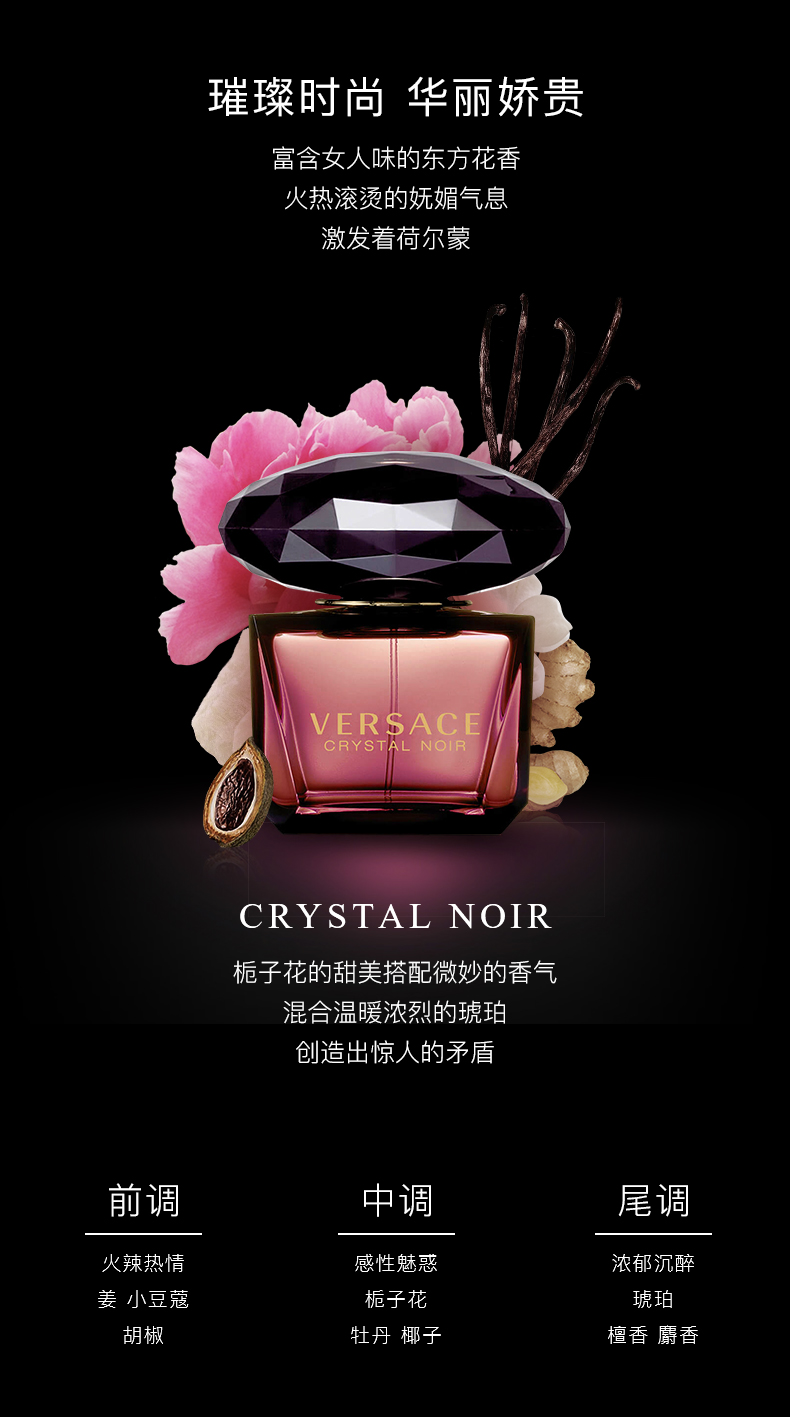 璀璨时尚 华丽娇贵
富含女人味的东方花香
火热滚烫的妩媚气息
激发着荷尔蒙
VERSACE
CRYSTAL NOIR
CRYSTAL NOIR
栀子花的甜美搭配微妙的香气
混合温暖浓烈的琥珀
创造出惊人的矛盾
前调
火辣热情
姜 小豆蔻
胡椒
中调
感性魅惑
栀子花
牡丹 椰子
尾调
浓郁沉醉
琥珀
檀香 麝香